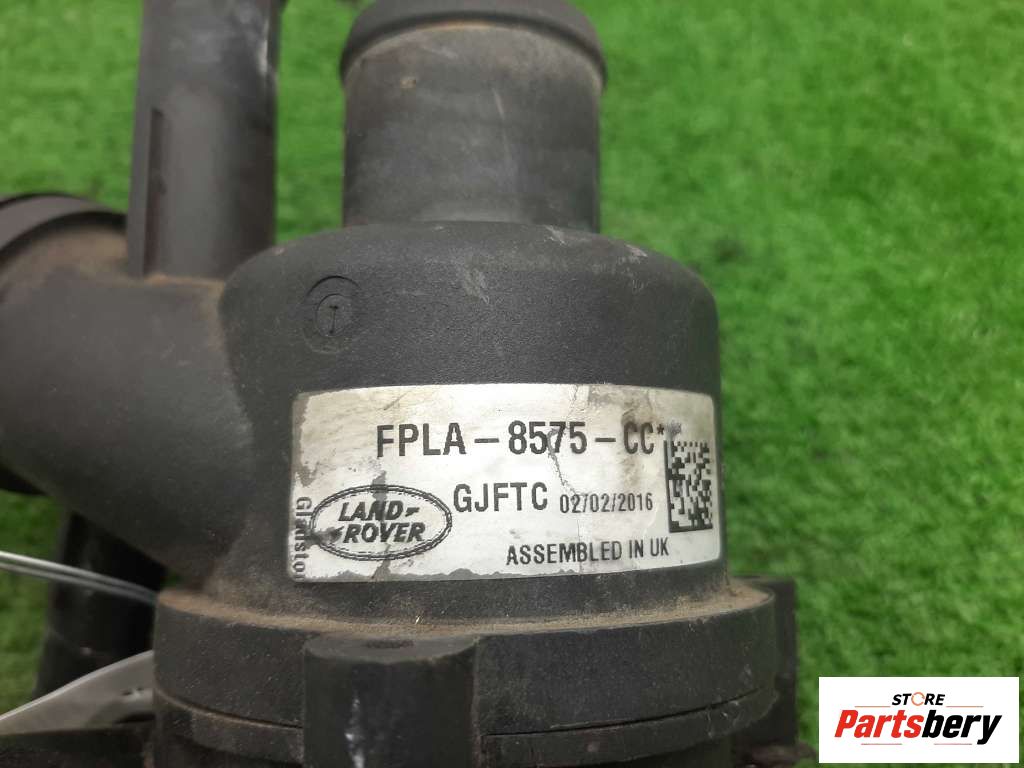 FPLA-8575-CC*
GJFTC 02/02/2016
LAND-
ROVER
ASSEMBLED IN UK
STORE
Partsbery